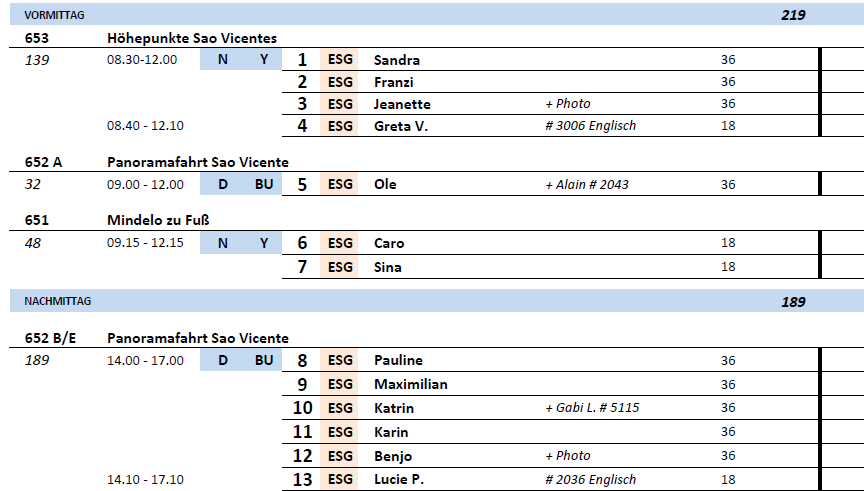 VORMITTAG 219
653 Höhepunkte Sao Vicentes
139 08.30-12.00 N Y 1 ESG Sandra 36
2 ESG Franzi 36
3 ESG Jeanette + Photo 36
08.40 - 12.10 4 ESG Greta V. # 3006 Englisch 18
652 A Panoramafahrt Sao Vicente
32 09.00 - 12.00 D BU 5 ESG Ole + Alain # 2043 36
651 Mindelo zu Fuß
48 09.15 - 12.15 N Y 6 ESG Caro 18
7 ESG Sina 18
NACHMITTAG 189
652 B/E Panoramafahrt Sao Vicente
189 14.00 - 17.00 D BU 8 ESG Pauline 36
9 ESG Maximilian 36
10 ESG Katrin + Gabi L. # 5115 36
11 ESG Karin 36
12 ESG Benjo + Photo 36
14.10 - 17.10 13 ESG Lucie P. # 2036 Englisch 18